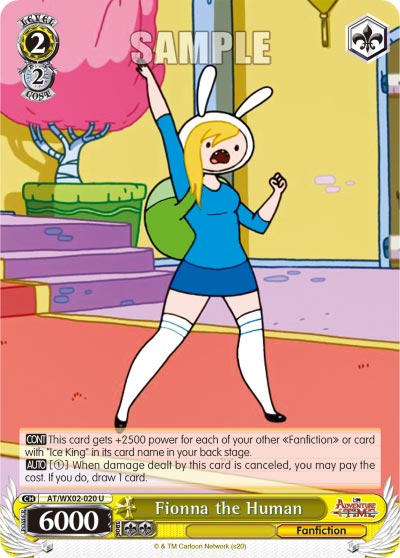 LEVEL
2
2
COST
SAMPLE
CONT This card gets +2500 power for each of your other «Fanfiction» or card
with "Ice King" in its card name in your back stage.
AUTO [①] When damage dealt by this card is canceled, you may pay the
cost. If you do, draw 1 card.
CH AT/WX02-020 U
POWER 6000 SOUL
Fionna the Human
ADVENTURE TIME
Fanfiction
© & TM Cartoon Network (s20)